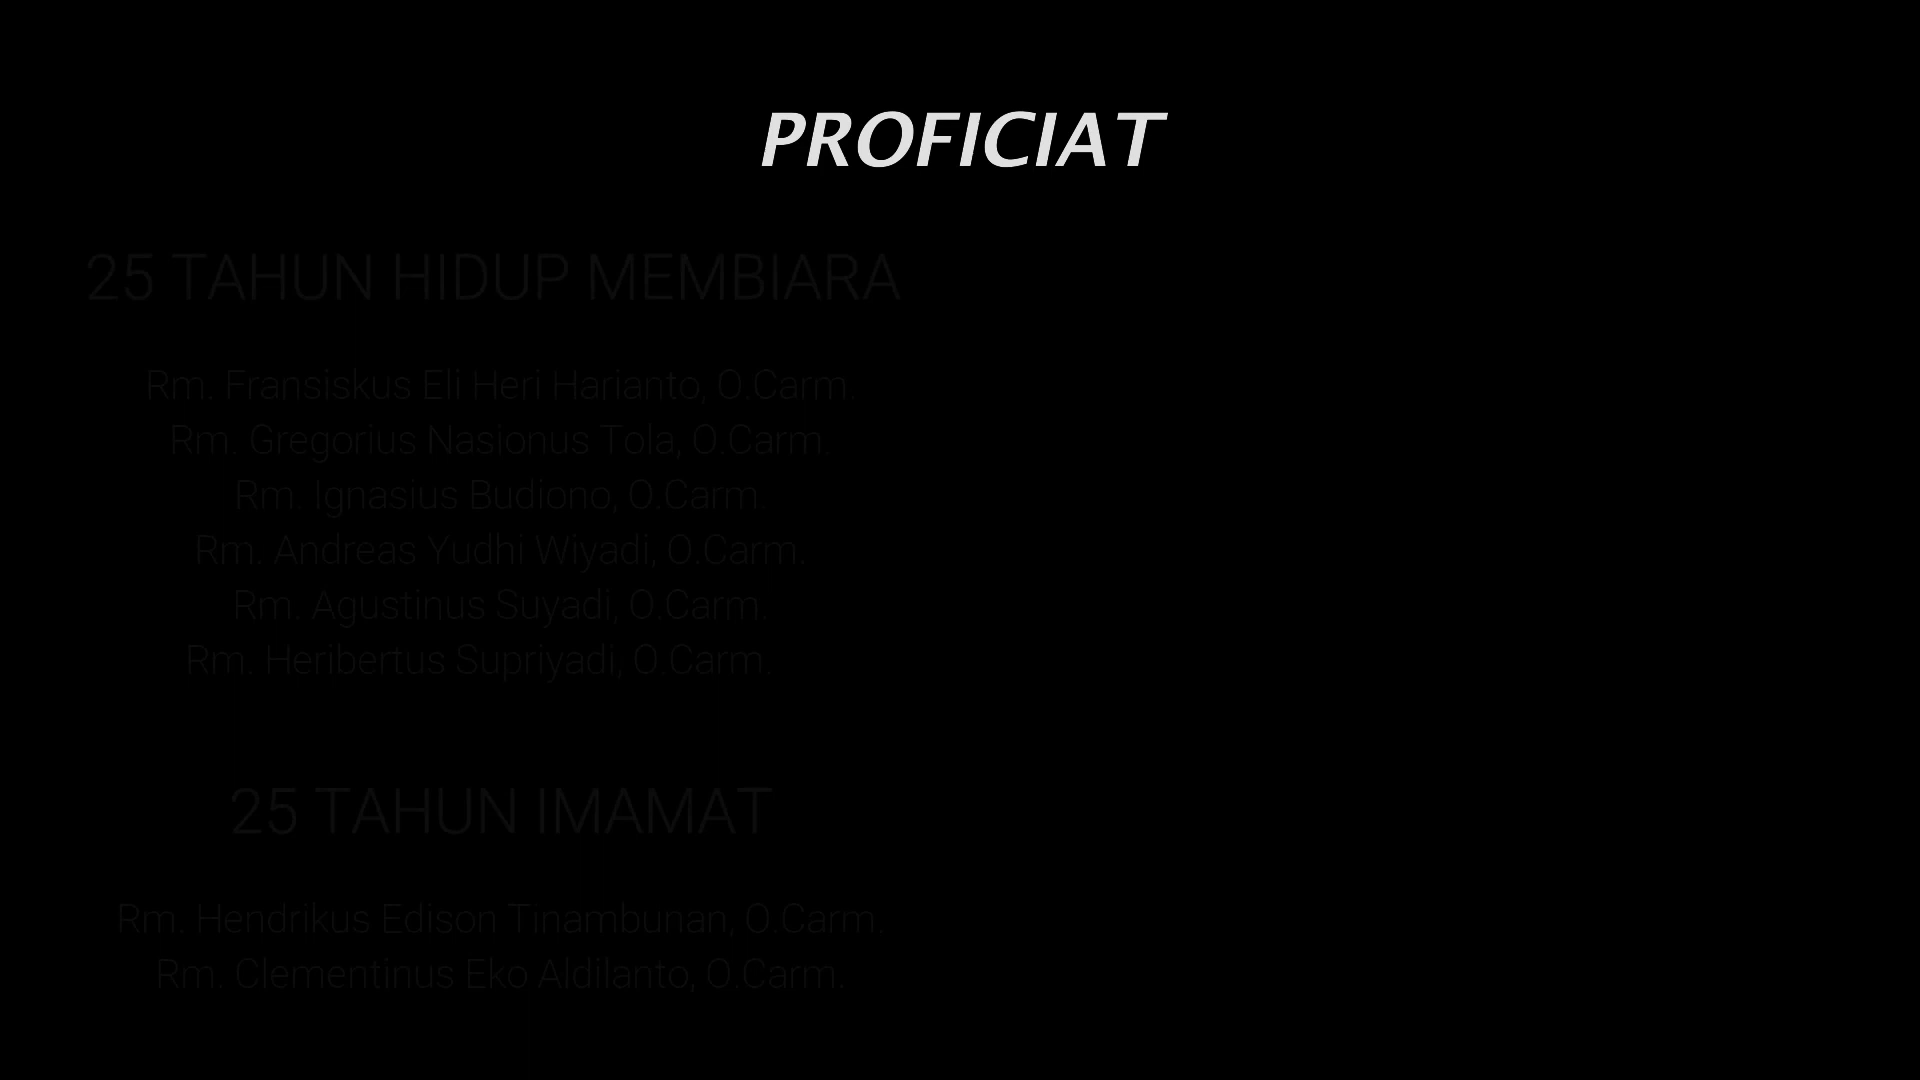 PROFICIAT
25 TAHUN HIDUP MEMBIARA
Rm. Fransiskus Eli Heri Harianto, O.Carm.
Rm. Gregorius Nasionus Tola, O.Carm.
Rm. Ignasius Budiono, O.Carm.
Rm. Andreas Yudhi Wiyadi, O.Carm.
Rm. Agustinus Suyadi, O.Carm.
Rm. Heribertus Supriyadi, O.Carm.
25 TAHUN IMAMAT
Rm. Hendrikus Edison Tinambunan, O.Carm.
Rm. Clementinus Eko Aldilanto, O.Carm.